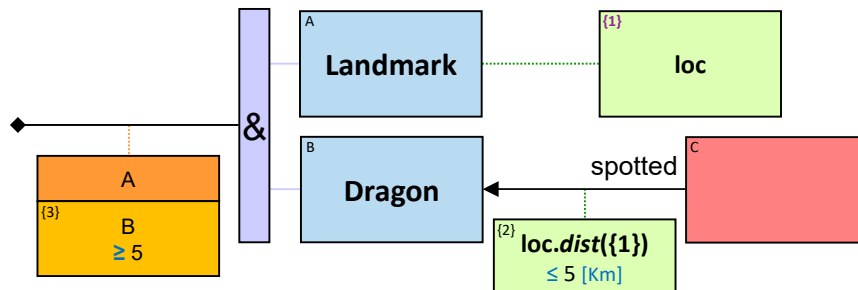 A
Landmark
{1}
loc
&
B
Dragon
spotted
C
A
{3}
B
≥ 5
{2}
loc.dist({1})
≤ 5 [Km]